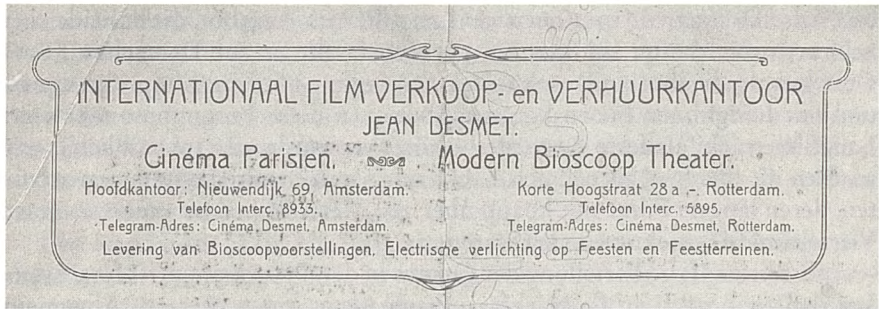 INTERNATIONAAL FILM VERKOOP- en VERHUURKANTOOR
JEAN DESMET.
Cinéma Parisien. Modern Bioscoop Theater.
Hoofdkantoor: Nieuwendijk 69, Amsterdam. Korte Hoogstraat 28a -. Rotterdam.
Telefoon Interc. 8933. Telefoon Interc. 5895.
Telegram-Adres: Cinéma Desmet, Amsterdam. Telegram-Adres: Cinéma Desmet, Rotterdam.
Levering van Bioscoopvoorstellingen. Electrische verlichting op Feesten en Feestterreinen.